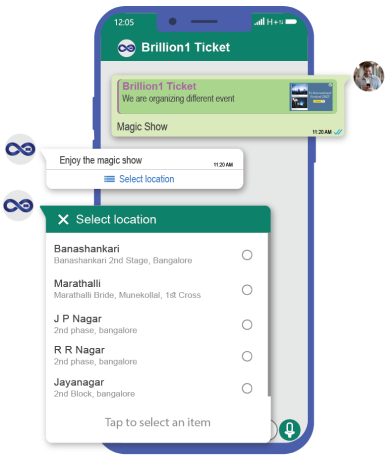 12:05
H+
Brillion1 Ticket
Brillion1 Ticket
We are organizing different event
Magic Show
11:20 AM
Enjoy the magic show
11:20 AM
Select location
Select location
Banashankari
Banashankari 2nd Stage, Bangalore
Marathalli
Marathalli Bride, Munekollal, 1st Cross
J P Nagar
2nd phase, bangalore
R R Nagar
2nd phase, bangalore
Jayanagar
2nd Block, bangalore
Tap to select an item